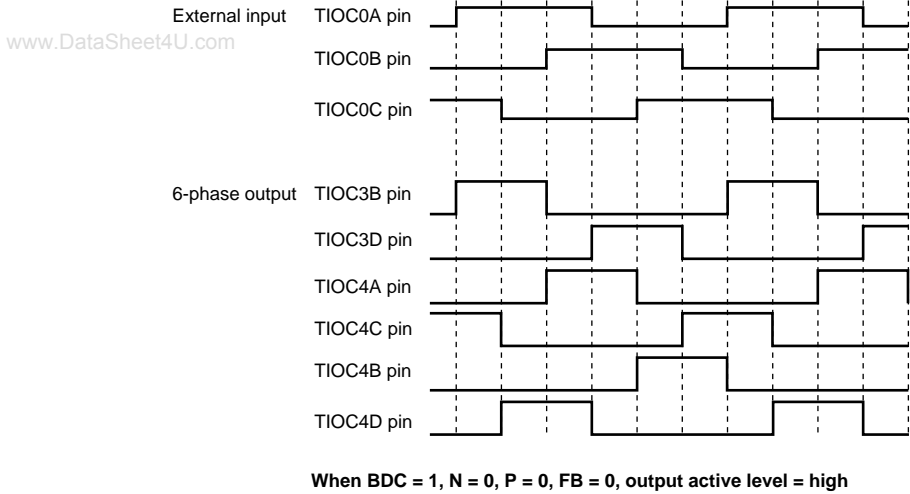 External input TIOC0A pin
www.DataSheet4U.com
TIOC0B pin
TIOC0C pin
6-phase output TIOC3B pin
TIOC3D pin
TIOC4A pin
TIOC4C pin
TIOC4B pin
TIOC4D pin
When BDC = 1, N = 0, P = 0, FB = 0, output active level = high